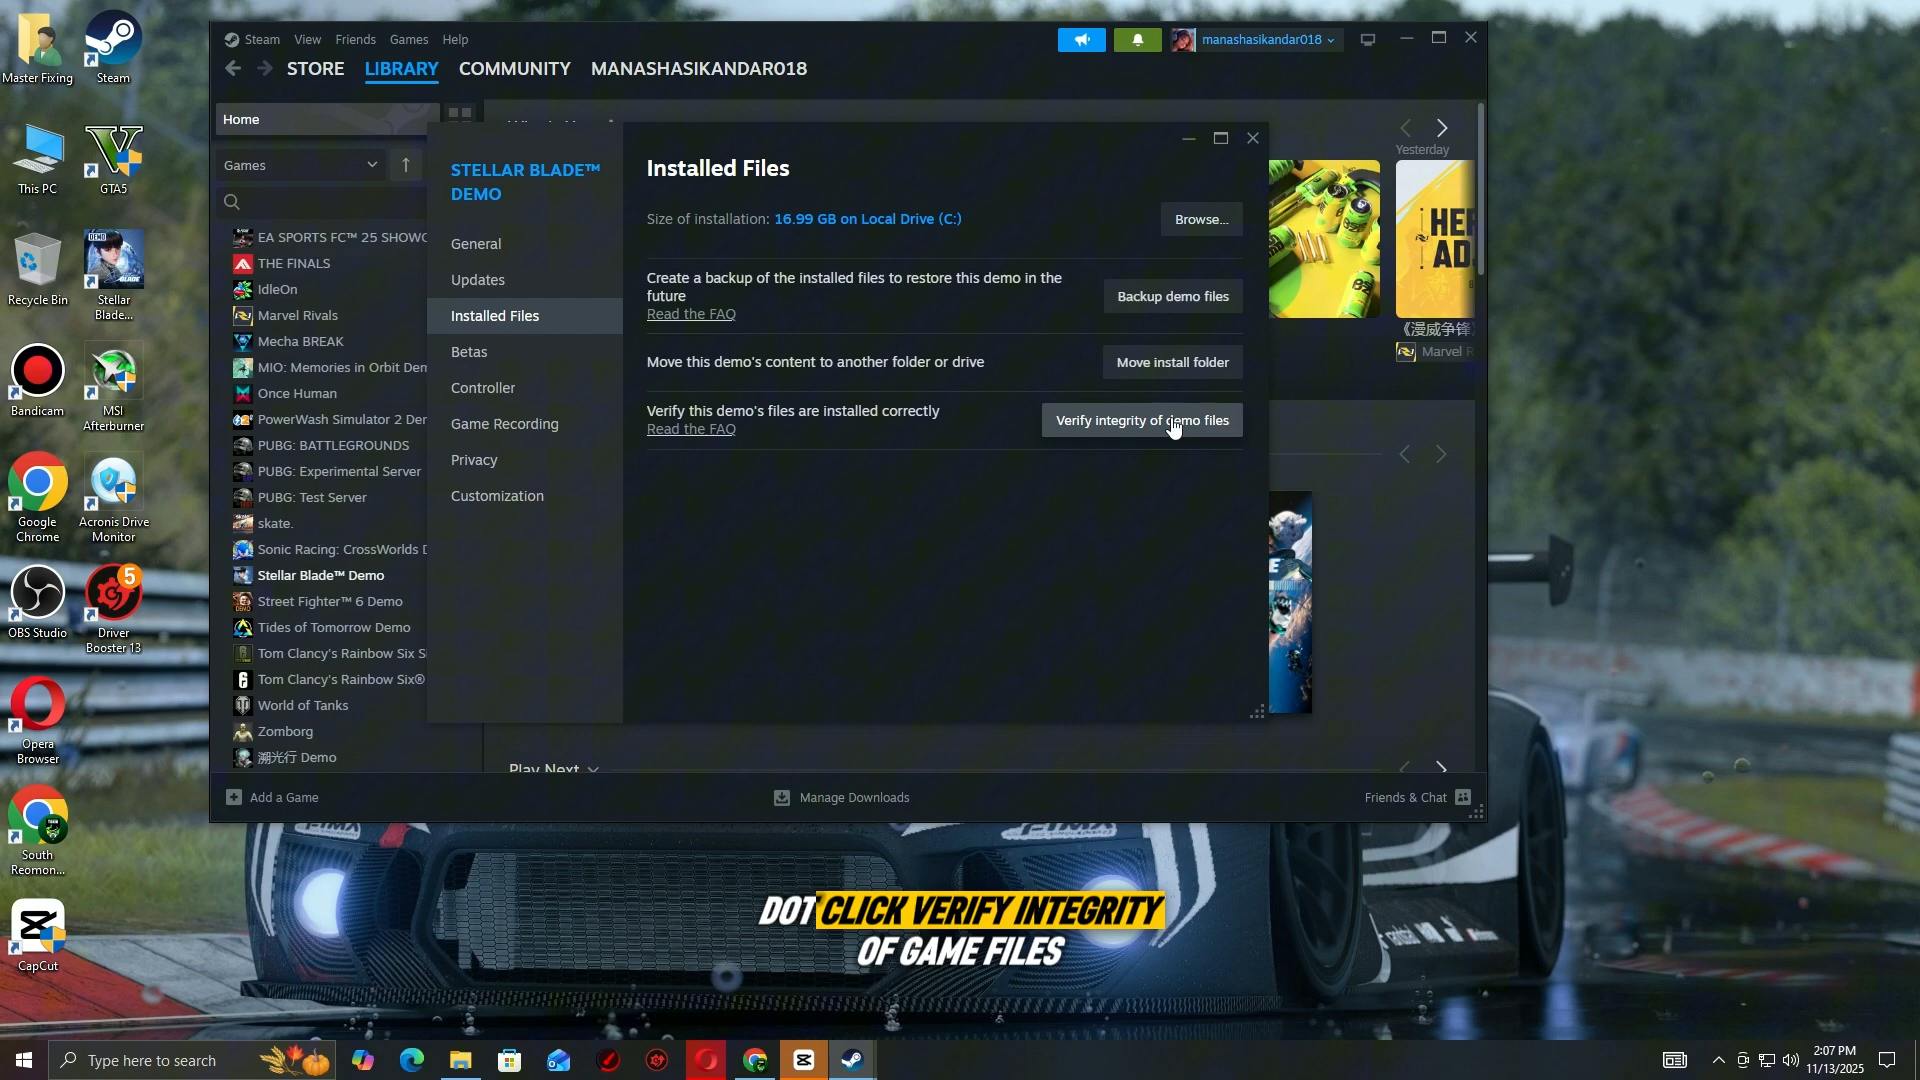 Steam View Friends Games Help
manashasikandar018
STORE LIBRARY COMMUNITY MANASHASIKANDAR018
Home
Games
EA SPORTS FC™ 25 SHOWC
THE FINALS
IdleOn
Marvel Rivals
Mecha BREAK
MIO: Memories in Orbit Dem
Once Human
PowerWash Simulator 2 Der
PUBG: BATTLEGROUNDS
PUBG: Experimental Server
PUBG: Test Server
skate.
Sonic Racing: CrossWorlds D
Stellar Blade™ Demo
Street Fighter™ 6 Demo
Tides of Tomorrow Demo
Tom Clancy's Rainbow Six S
Tom Clancy's Rainbow Six®
World of Tanks
Zomborg
溯光行 Demo
STELLAR BLADE™
DEMO
General
Updates
Installed Files
Betas
Controller
Game Recording
Privacy
Customization
Installed Files
Size of installation: 16.99 GB on Local Drive (C:)
Browse...
Create a backup of the installed files to restore this demo in the
future
Read the FAQ
Backup demo files
Move this demo's content to another folder or drive
Move install folder
Verify this demo's files are installed correctly
Read the FAQ
Verify integrity of demo files
Yesterday
HER
AD
《漫威争锋》
Marvel R
Play Next
Add a Game
Manage Downloads
Friends & Chat
Master Fixing
Steam
This PC
GTA5
Recycle Bin
DEMO
BLADE
Stellar
Blade...
Bandicam
MSI
Afterburner
Google
Chrome
Acronis Drive
Monitor
OBS Studio
5
Driver
Booster 13
Opera
Browser
South
Reomon...
CapCut
DOT CLICK VERIFY INTEGRITY
OF GAME FILES
Type here to search
2:07 PM
11/13/2025